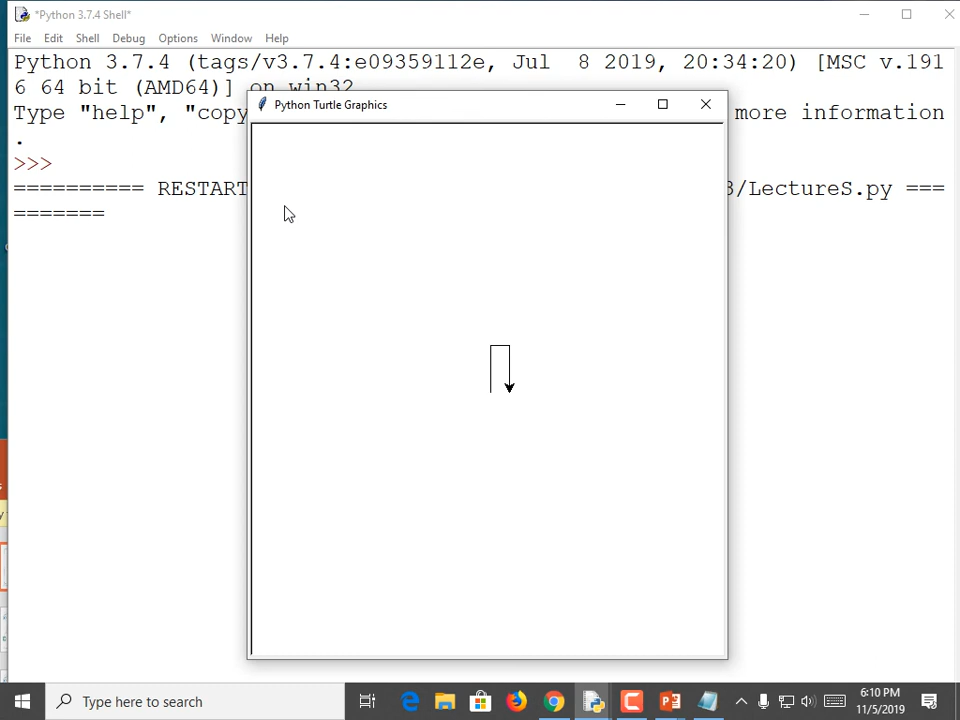 *Python 3.7.4 Shell*
File Edit Shell Debug Options Window Help
Python 3.7.4 (tags/v3.7.4:e09359112e, Jul 8 2019, 20:34:20) [MSC v.191
6 64 bit (AMD64)] on win32
Python Turtle Graphics
Type "help", "copy more information
.
>>>
========== RESTART 3/LectureS.py ===
=======
Type here to search
6:10 PM
11/5/2019